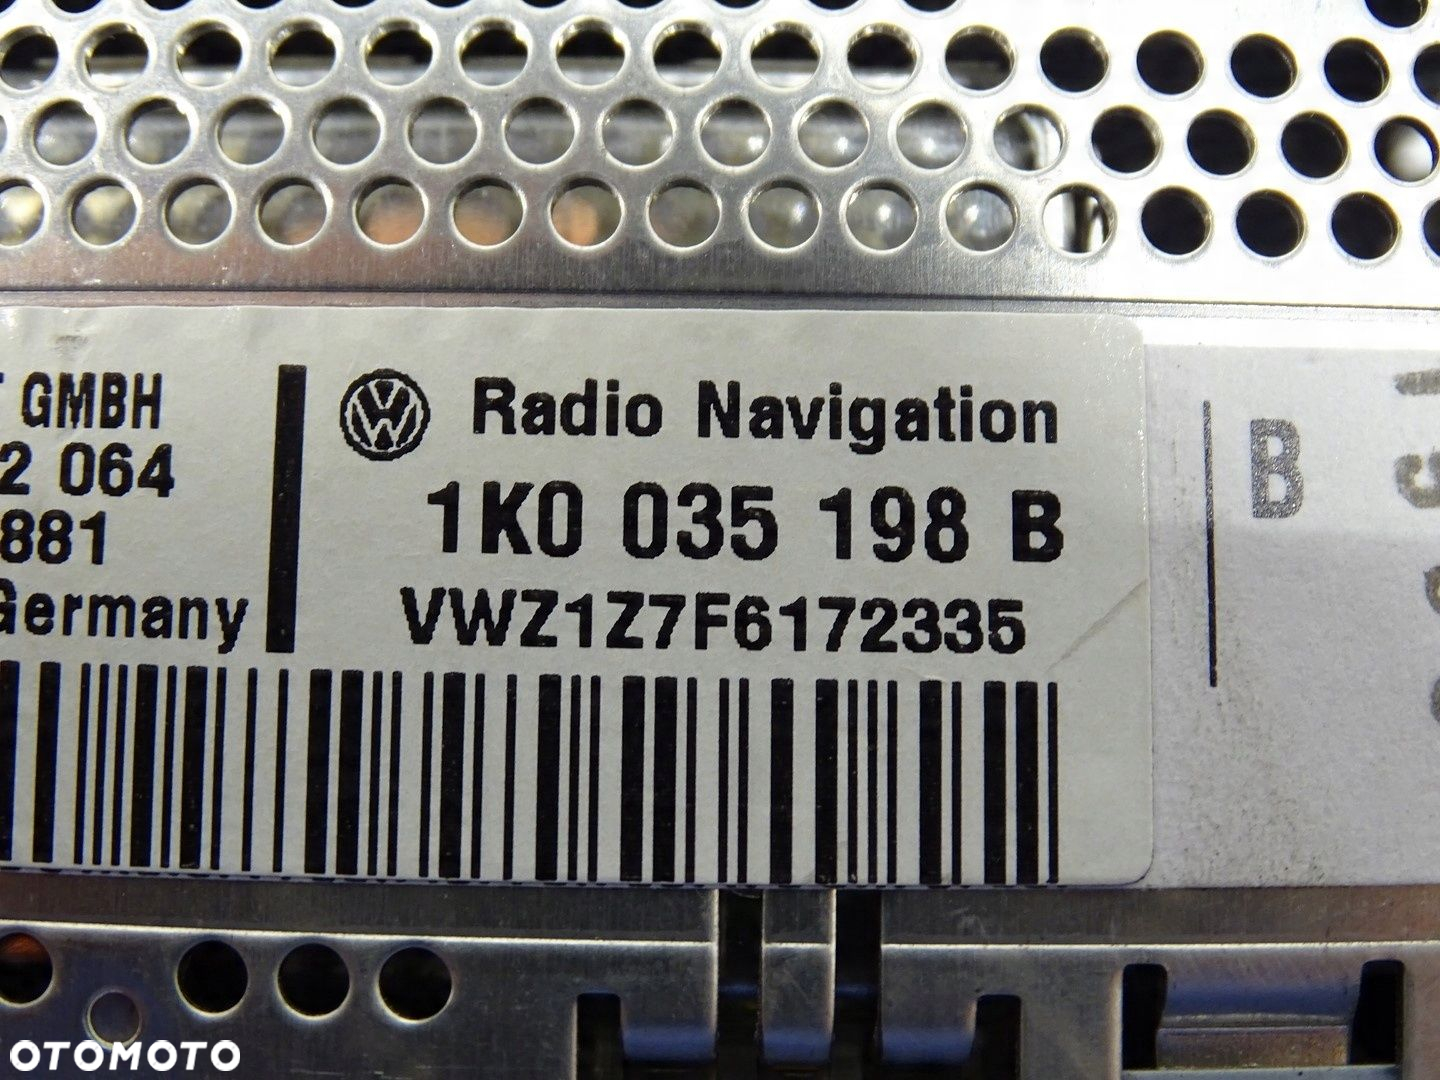 GMBH
2 064
881
Germany
Radio Navigation
1K0 035 198 B
VWZ1Z7F6172335
B
OTOMOTO